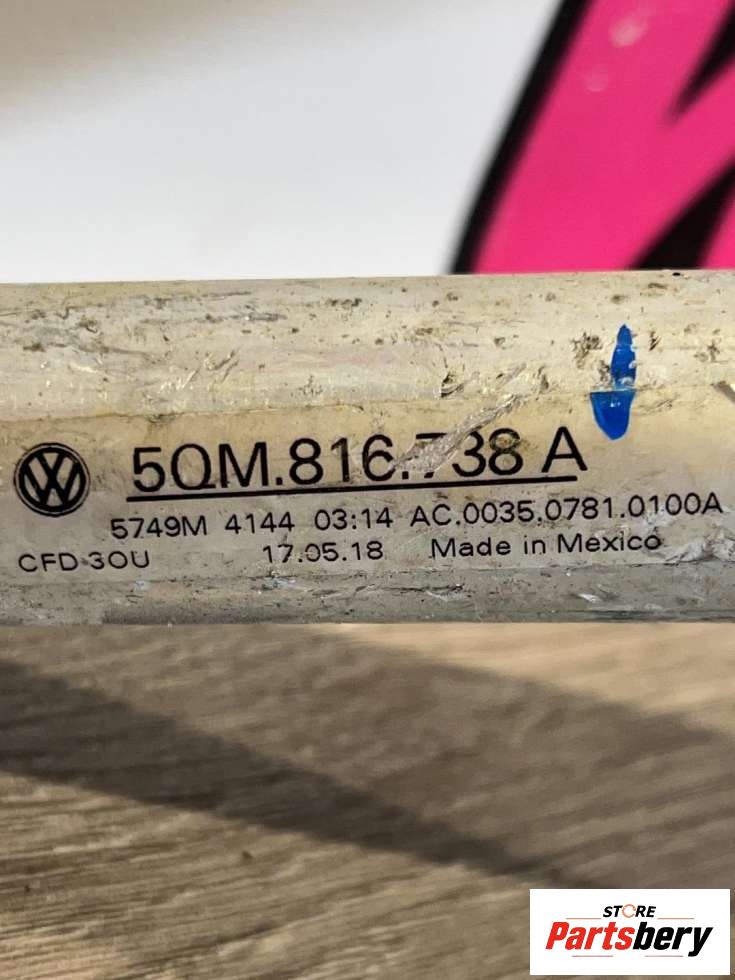 5QM.816.738 A
5749M 4144 03:14 AC.0035.0781.0100A
CFD 3OU 17.05.18 Made in Mexico
STORE
Partsbery